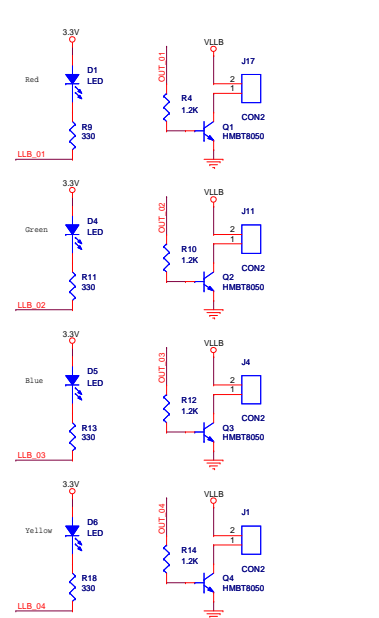 3.3V
Red
D1
LED
R9
330
LLB_01
OUT_01
R4
1.2K
VLLB
J17
2
1
CON2
Q1
HMBT8050
3.3V
Green
D4
LED
R11
330
LLB_02
OUT_02
R10
1.2K
VLLB
J11
2
1
CON2
Q2
HMBT8050
3.3V
Blue
D5
LED
R13
330
LLB_03
OUT_03
R12
1.2K
VLLB
J4
2
1
CON2
Q3
HMBT8050
3.3V
Yellow
D6
LED
R18
330
LLB_04
OUT_04
R14
1.2K
VLLB
J1
2
1
CON2
Q4
HMBT8050